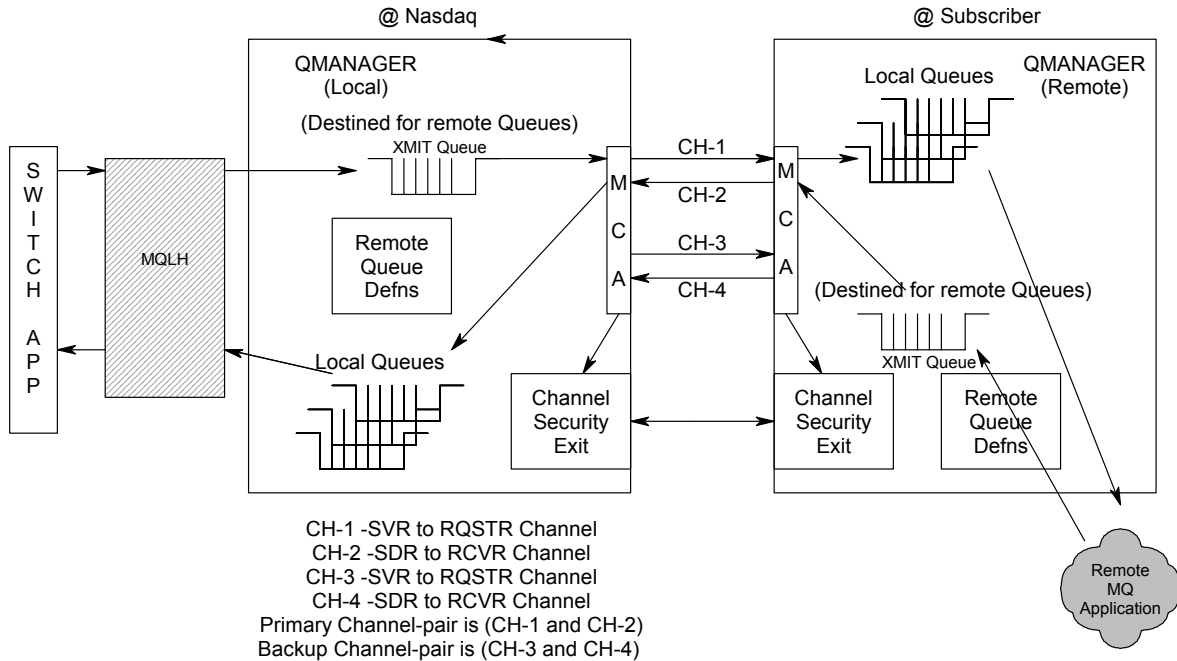 @ Nasdaq
@ Subscriber
QMANAGER
(Local)
(Destined for remote Queues)
XMIT Queue
Remote
Queue
Defns
Local Queues
Channel
Security
Exit
SWITCH APP
MQLH
MCA
CH-1
CH-2
CH-3
CH-4
MCA
Local Queues
QMANAGER
(Remote)
(Destined for remote Queues)
XMIT Queue
Channel
Security
Exit
Remote
Queue
Defns
Remote
MQ
Application
CH-1 -SVR to RQSTR Channel
CH-2 -SDR to RCVR Channel
CH-3 -SVR to RQSTR Channel
CH-4 -SDR to RCVR Channel
Primary Channel-pair is (CH-1 and CH-2)
Backup Channel-pair is (CH-3 and CH-4)